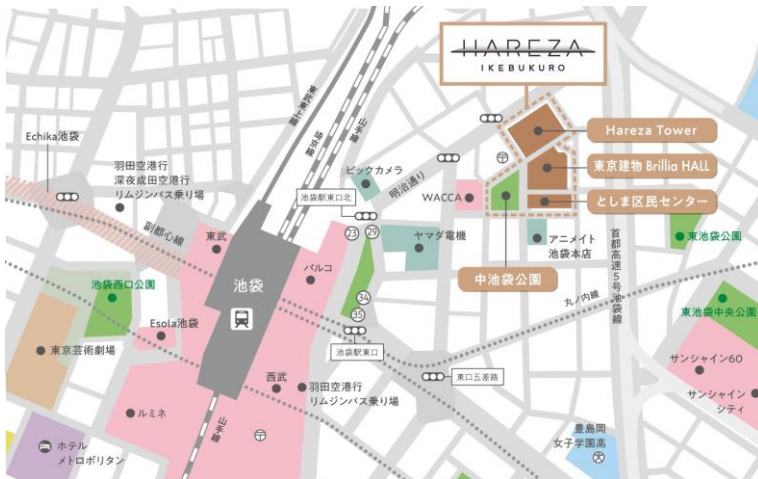 HAREZA
IKEBUKURO
Hareza Tower
東京建物 Brillia HALL
としま区民センター
中池袋公園
Echika池袋
羽田空港行
深夜成田空港行
リムジンバス乗り場
東武東上線
埼京線
山手線
ビックカメラ
明治通り
池袋駅東口北
WACCA
副都心線
東武
23
29
ヤマダ電機
アニメイト
池袋本店
首都高速5号池袋線
東池袋公園
池袋
パルコ
池袋西口公園
34
35
丸ノ内線
東池袋中央公園
Esola池袋
東京芸術劇場
池袋駅東口
サンシャイン60
西武
羽田空港行
リムジンバス乗り場
東口五差路
サンシャイン
シティ
ルミネ
山手線
ホテル
メトロポリタン
豊島岡
女子学園高